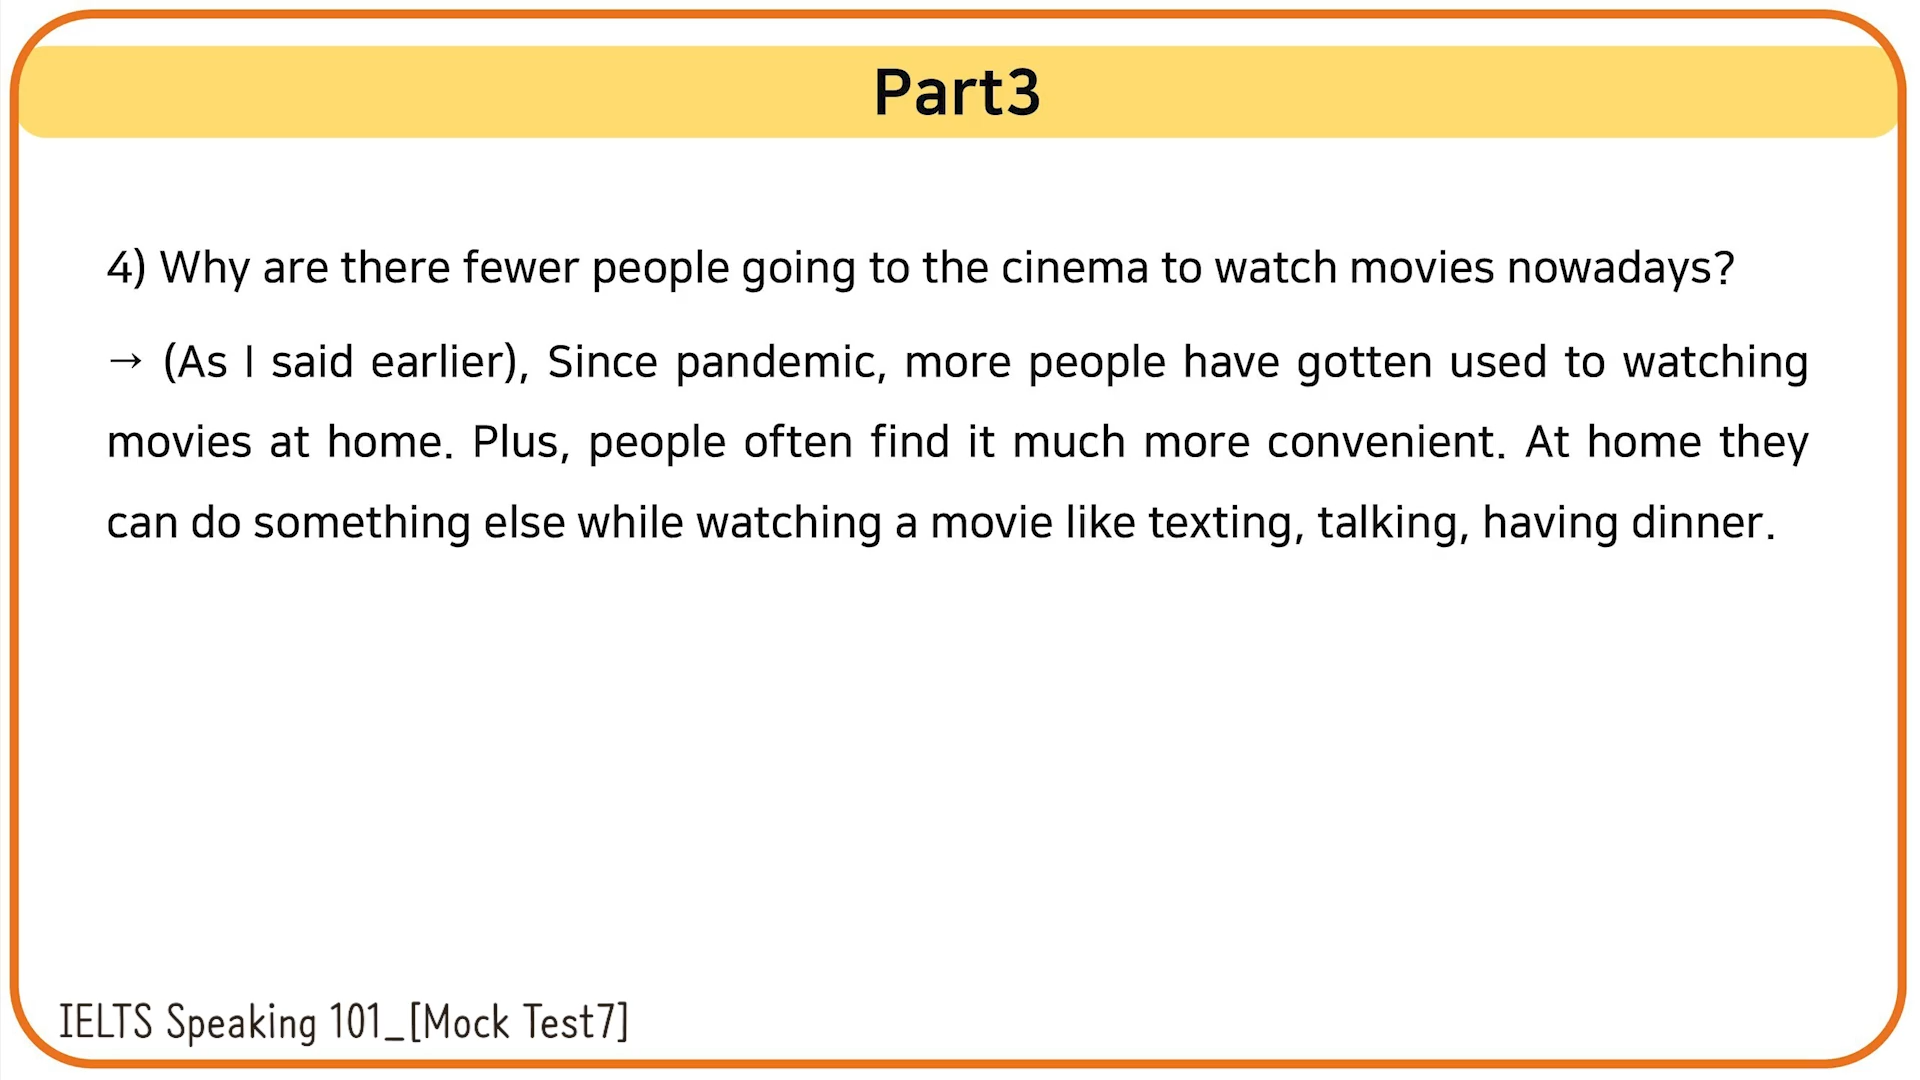 Part3
4) Why are there fewer people going to the cinema to watch movies nowadays?
→ (As I said earlier), Since pandemic, more people have gotten used to watching
movies at home. Plus, people often find it much more convenient. At home they
can do something else while watching a movie like texting, talking, having dinner.
IELTS Speaking 101_[Mock Test7]